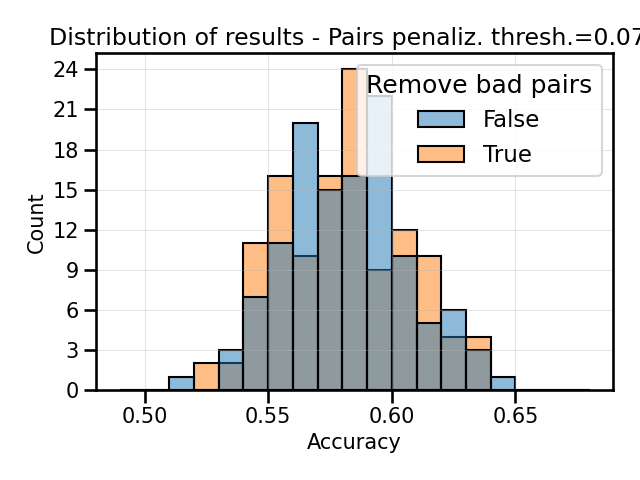 Distribution of results - Pairs penaliz. thresh.=0.07
Remove bad pairs
False
True
Count
24
21
18
15
12
9
6
3
0
0.50 0.55 0.60 0.65
Accuracy